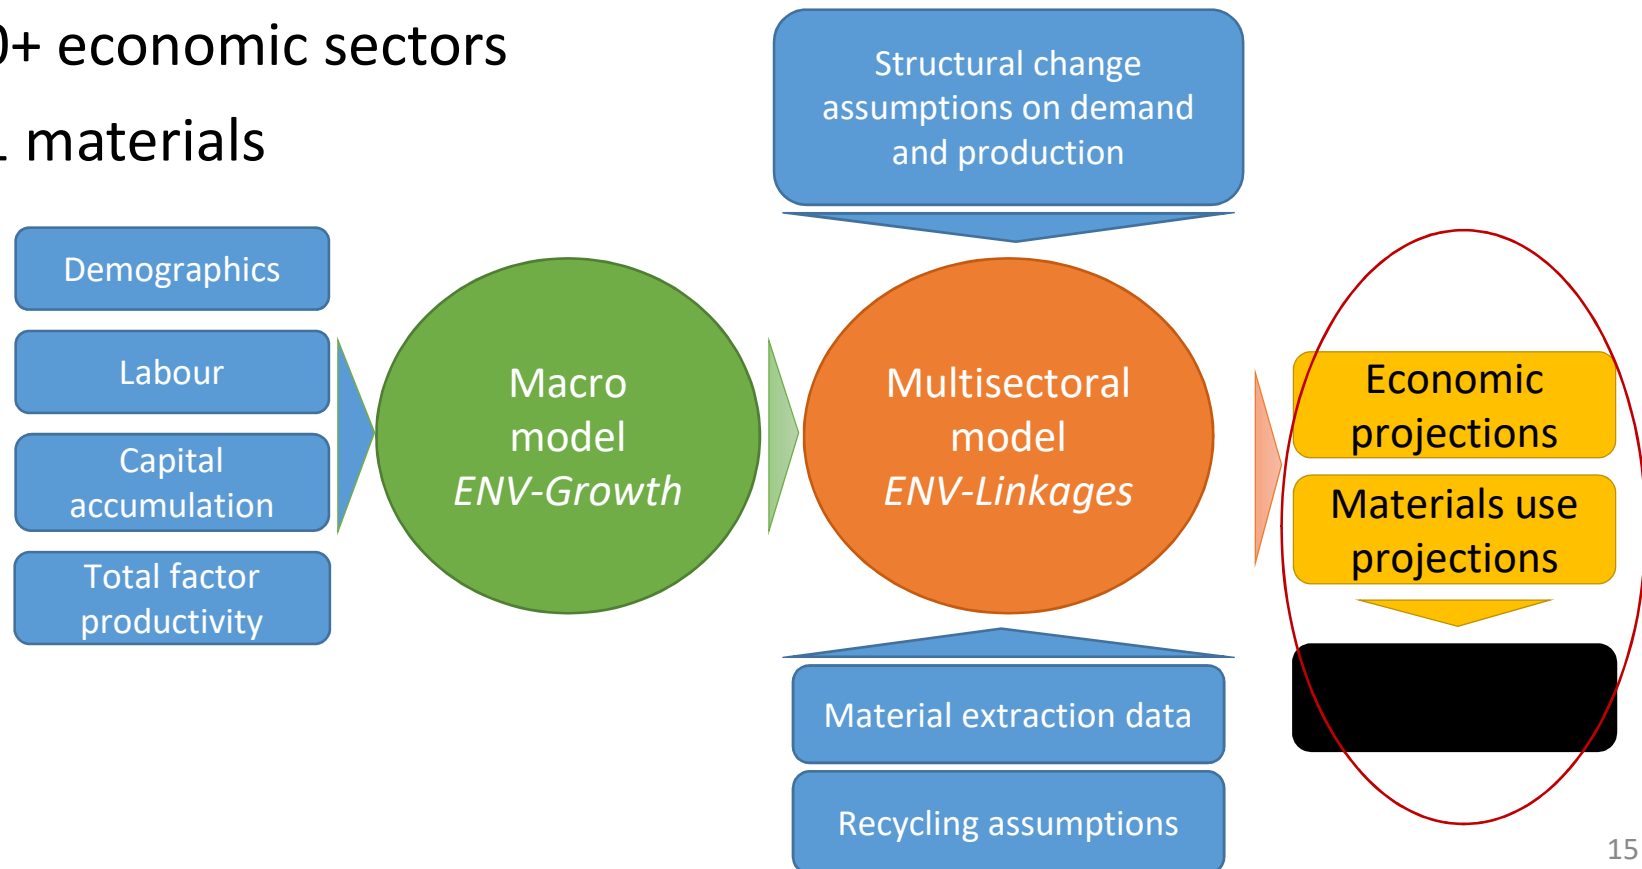 0+ economic sectors
materials
Structural change
assumptions on demand
and production
Demographics
Labour
Capital
accumulation
Total factor
productivity
Macro
model
ENV-Growth
Multisectoral
model
ENV-Linkages
Economic
projections
Materials use
projections
Material extraction data
Recycling assumptions
15